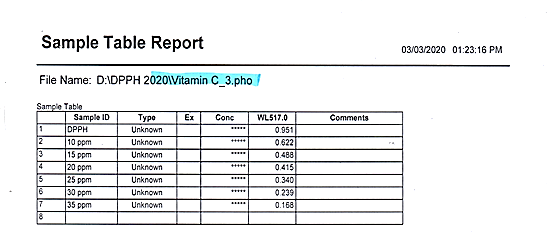 Sample Table Report
03/03/2020 01:23:16 PM
File Name: D:\DPPH 2020\Vitamin C_3.pho
Sample Table
Sample ID Type Ex Conc WL517.0 Comments
1 DPPH Unknown ***** 0.951
2 10 ppm Unknown ***** 0.622
3 15 ppm Unknown ***** 0.488
4 20 ppm Unknown ***** 0.415
5 25 ppm Unknown ***** 0.340
6 30 ppm Unknown ***** 0.239
7 35 ppm Unknown ***** 0.168
8